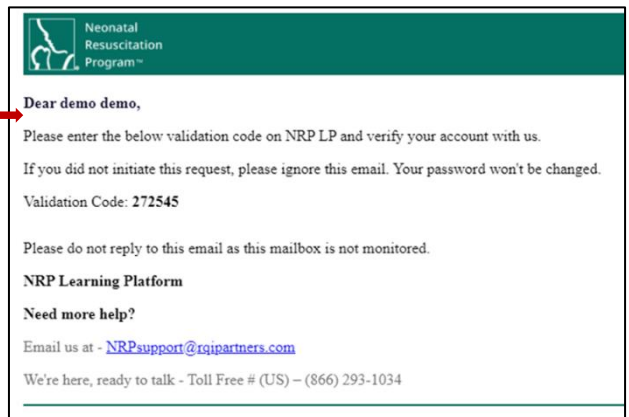 Neonatal
Resuscitation
Program™
Dear demo demo,
Please enter the below validation code on NRP LP and verify your account with us.
If you did not initiate this request, please ignore this email. Your password won't be changed.
Validation Code: 272545
Please do not reply to this email as this mailbox is not monitored.
NRP Learning Platform
Need more help?
Email us at - NRPsupport@rqipartners.com
We're here, ready to talk - Toll Free # (US) – (866) 293-1034